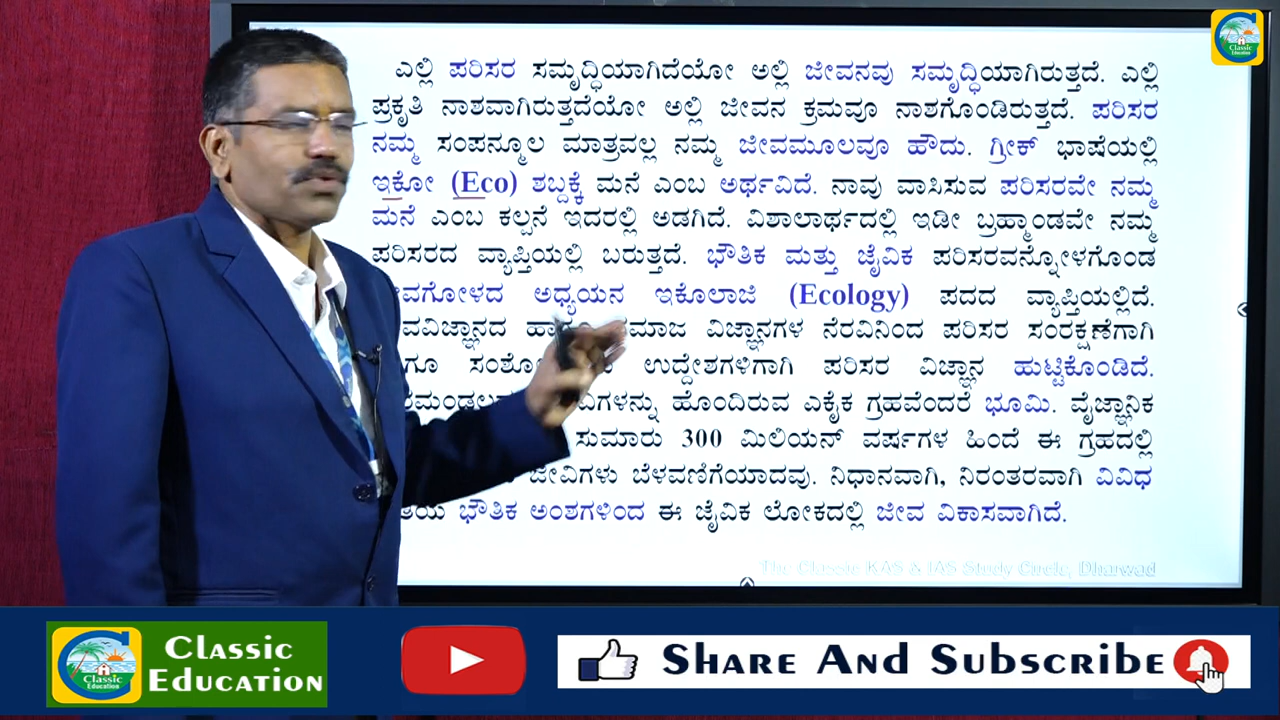 Classic
Education
ಎಲ್ಲಿ ಪರಿಸರ ಸಮೃದ್ಧಿಯಾಗಿದೆಯೋ ಅಲ್ಲಿ ಜೀವನವು ಸಮೃದ್ಧಿಯಾಗಿರುತ್ತದೆ. ಎಲ್ಲಿ
ಪ್ರಕೃತಿ ನಾಶವಾಗಿರುತ್ತದೆಯೋ ಅಲ್ಲಿ ಜೀವನ ಕ್ರಮವೂ ನಾಶಗೊಂಡಿರುತ್ತದೆ. ಪರಿಸರ
ನಮ್ಮ ಸಂಪನ್ಮೂಲ ಮಾತ್ರವಲ್ಲ ನಮ್ಮ ಜೀವಮೂಲವೂ ಹೌದು. ಗ್ರೀಕ್ ಭಾಷೆಯಲ್ಲಿ
ಇಕೋ (Eco) ಶಬ್ದಕ್ಕೆ ಮನೆ ಎಂಬ ಅರ್ಥವಿದೆ. ನಾವು ವಾಸಿಸುವ ಪರಿಸರವೇ ನಮ್ಮ
ಮನೆ ಎಂಬ ಕಲ್ಪನೆ ಇದರಲ್ಲಿ ಅಡಗಿದೆ. ವಿಶಾಲಾರ್ಥದಲ್ಲಿ ಇಡೀ ಬ್ರಹ್ಮಾಂಡವೇ ನಮ್ಮ
ಪರಿಸರದ ವ್ಯಾಪ್ತಿಯಲ್ಲಿ ಬರುತ್ತದೆ. ಭೌತಿಕ ಮತ್ತು ಜೈವಿಕ ಪರಿಸರವನ್ನೋಳಗೊಂಡ
ಅಧ್ಯಯನ ಇಕೊಲಾಜಿ (Ecology) ಪದದ ವ್ಯಾಪ್ತಿಯಲ್ಲಿದೆ.
ವಿಜ್ಞಾನಗಳ ನೆರವಿನಿಂದ ಪರಿಸರ ಸಂರಕ್ಷಣೆಗಾಗಿ
ಉದ್ದೇಶಗಳಿಗಾಗಿ ಪರಿಸರ ವಿಜ್ಞಾನ ಹುಟ್ಟಿಕೊಂಡಿದೆ.
ಹೊಂದಿರುವ ಎಕೈಕ ಗ್ರಹವೆಂದರೆ ಭೂಮಿ. ವೈಜ್ಞಾನಿಕ
ಸುಮಾರು 300 ಮಿಲಿಯನ್ ವರ್ಷಗಳ ಹಿಂದೆ ಈ ಗ್ರಹದಲ್ಲಿ
ಜೀವಿಗಳು ಬೆಳವಣಿಗೆಯಾದವು. ನಿಧಾನವಾಗಿ, ನಿರಂತರವಾಗಿ ವಿವಿಧ
ಭೌತಿಕ ಅಂಶಗಳಿಂದ ಈ ಜೈವಿಕ ಲೋಕದಲ್ಲಿ ಜೀವ ವಿಕಾಸವಾಗಿದೆ.
The Classic KAS & IAS Study Circle, Dharwad
Classic
Education
Classic
Education
Share And Subscribe